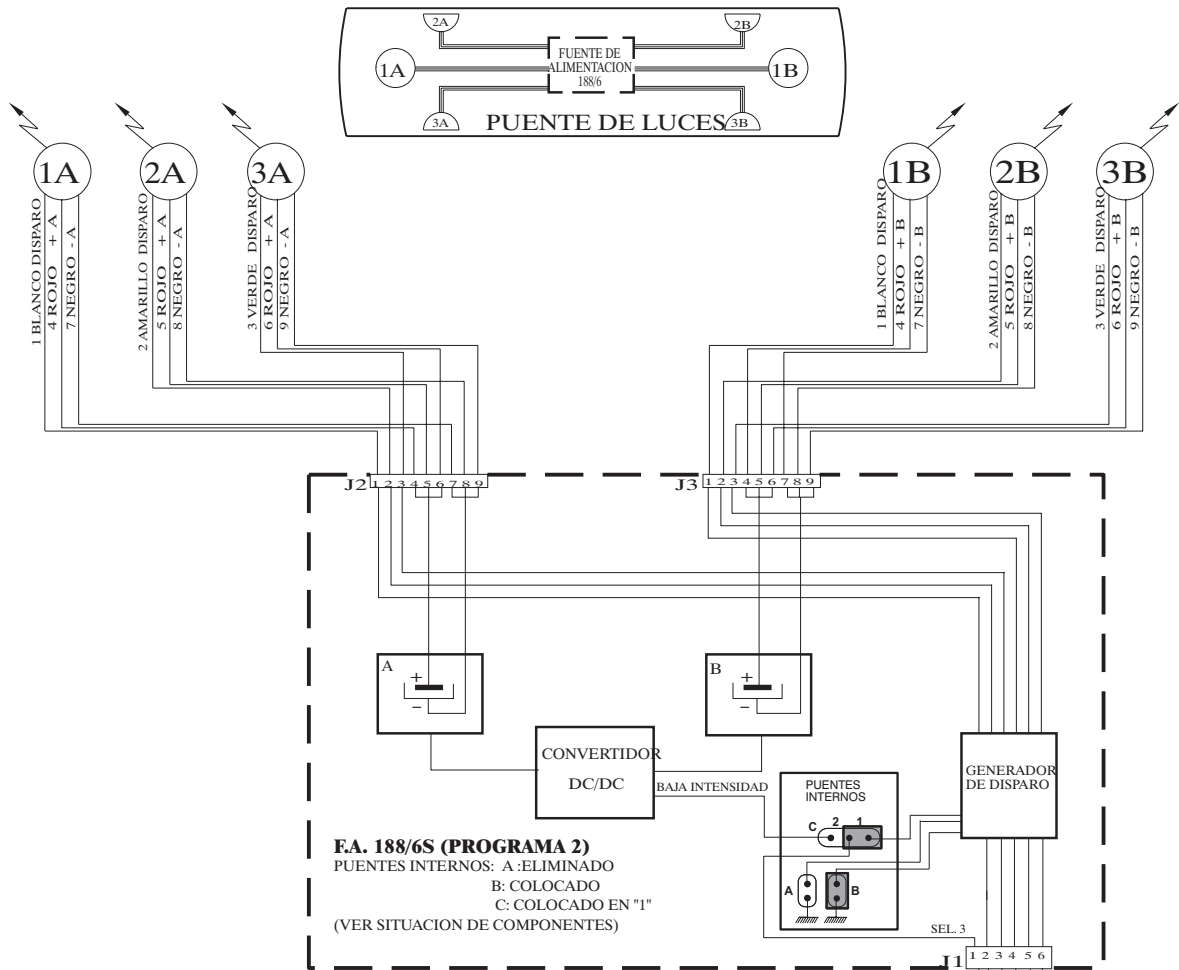 2A
2B
FUENTE DE
ALIMENTACION
188/6
1A
1B
3A
3B
PUENTE DE LUCES
1A
2A
3A
1B
2B
3B
1 BLANCO DISPARO
4 ROJO + A
7 NEGRO - A
2 AMARILLO DISPARO
5 ROJO + A
8 NEGRO - A
3 VERDE DISPARO
6 ROJO + A
9 NEGRO - A
1 BLANCO DISPARO
4 ROJO + B
7 NEGRO - B
2 AMARILLO DISPARO
5 ROJO + B
8 NEGRO - B
3 VERDE DISPARO
6 ROJO + B
9 NEGRO - B
J2 1 2 3 4 5 6 7 8 9
J3 1 2 3 4 5 6 7 8 9
A
+
−
B
+
−
CONVERTIDOR
DC/DC
BAJA INTENSIDAD
PUENTES
INTERNOS
C 2 1
A
B
GENERADOR
DE DISPARO
F.A. 188/6S (PROGRAMA 2)
PUENTES INTERNOS: A :ELIMINADO
B: COLOCADO
C: COLOCADO EN "1"
(VER SITUACION DE COMPONENTES)
SEL. 3
J1 1 2 3 4 5 6